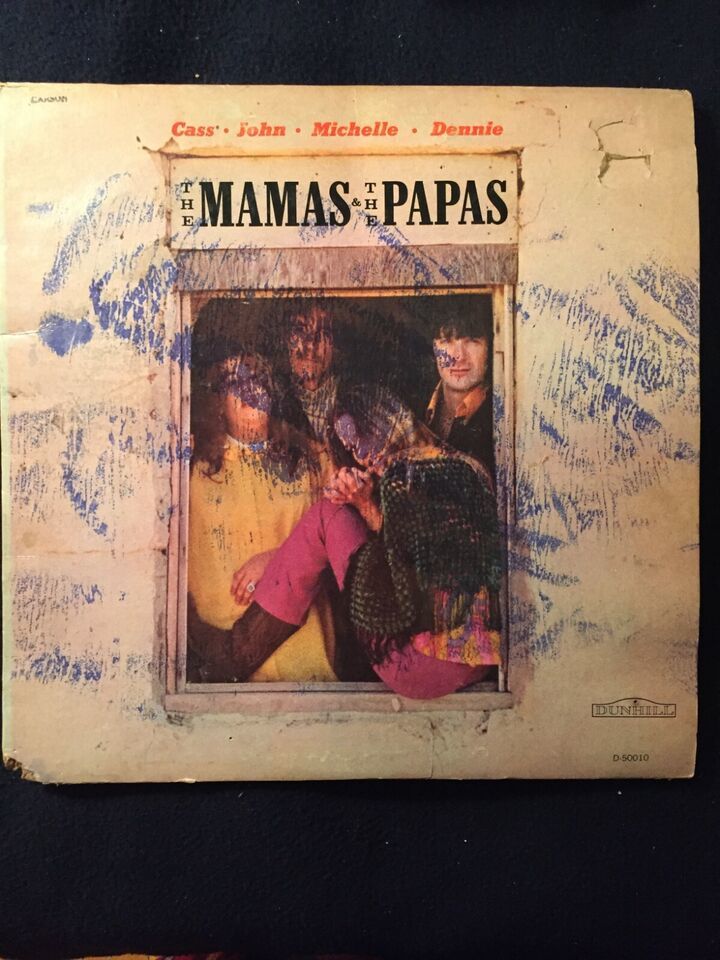 CARSON
Cass · John · Michelle · Dennie
THE MAMAS & THE PAPAS
DUNHILL
D-50010